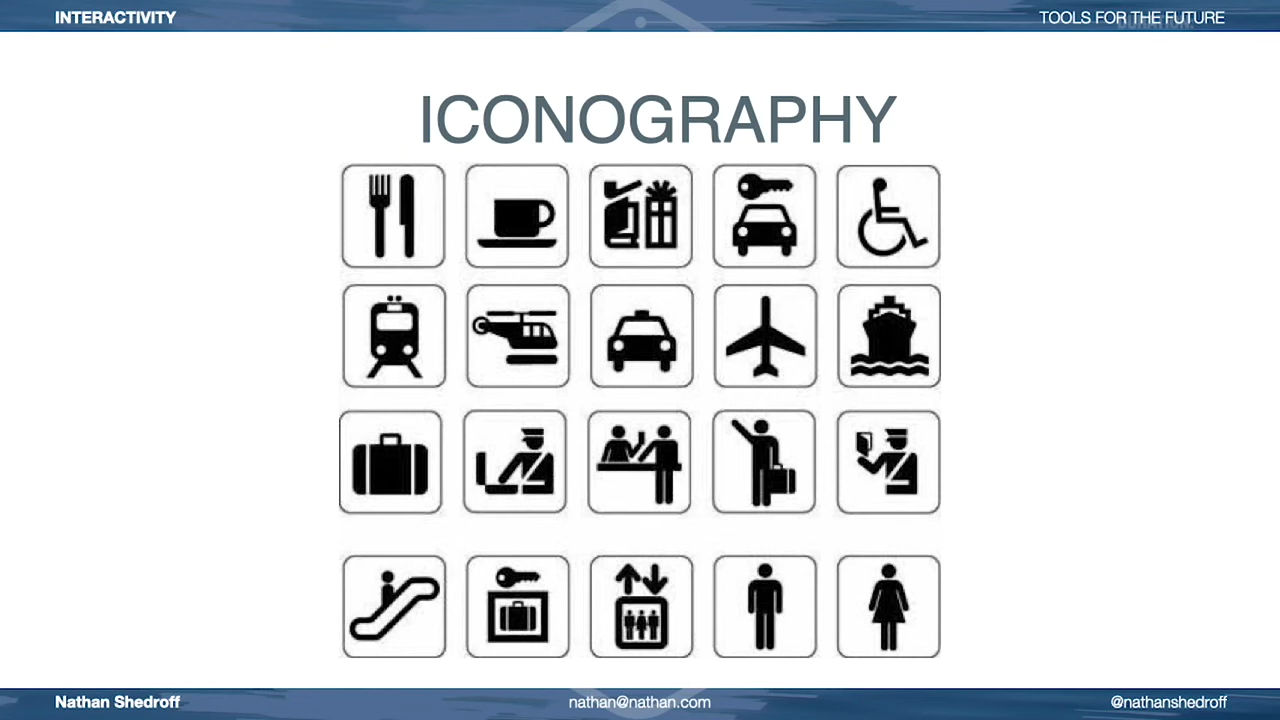 INTERACTIVITY
TOOLS FOR THE FUTURE
ICONOGRAPHY
Nathan Shedroff
nathan@nathan.com
@nathanshedroff